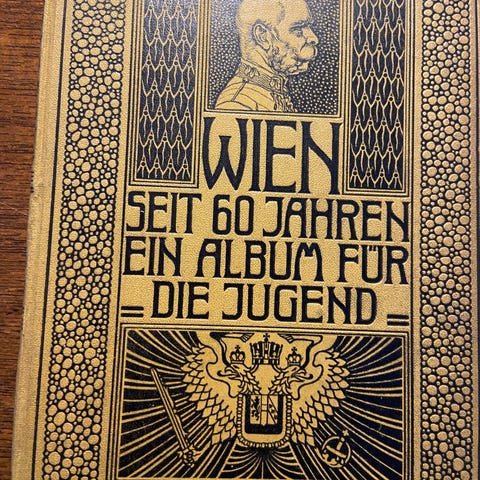 WIEN
SEIT 60 JAHREN
EIN ALBUM FÜR
DIE JUGEND